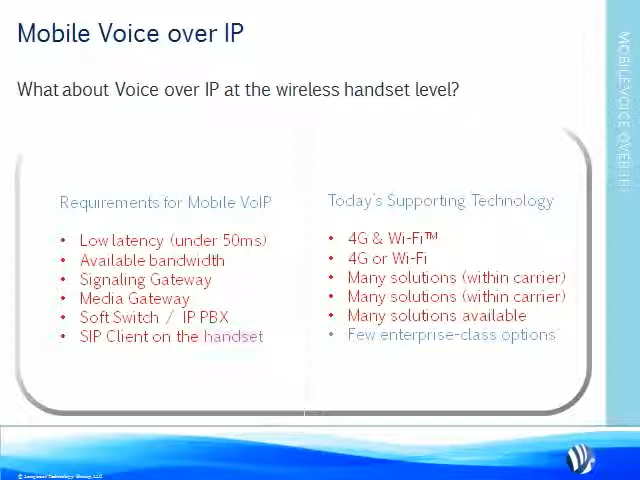 Mobile Voice over IP
What about Voice over IP at the wireless handset level?
Requirements for Mobile VoIP
• Low latency (under 50ms)
• Available bandwidth
• Signaling Gateway
• Media Gateway
• Soft Switch / IP PBX
• SIP Client on the handset
Today's Supporting Technology
• 4G & Wi-Fi™
• 4G or Wi-Fi
• Many solutions (within carrier)
• Many solutions (within carrier)
• Many solutions available
• Few enterprise-class options
MOBILE VOICE OVER IP
Technology Group, LLC